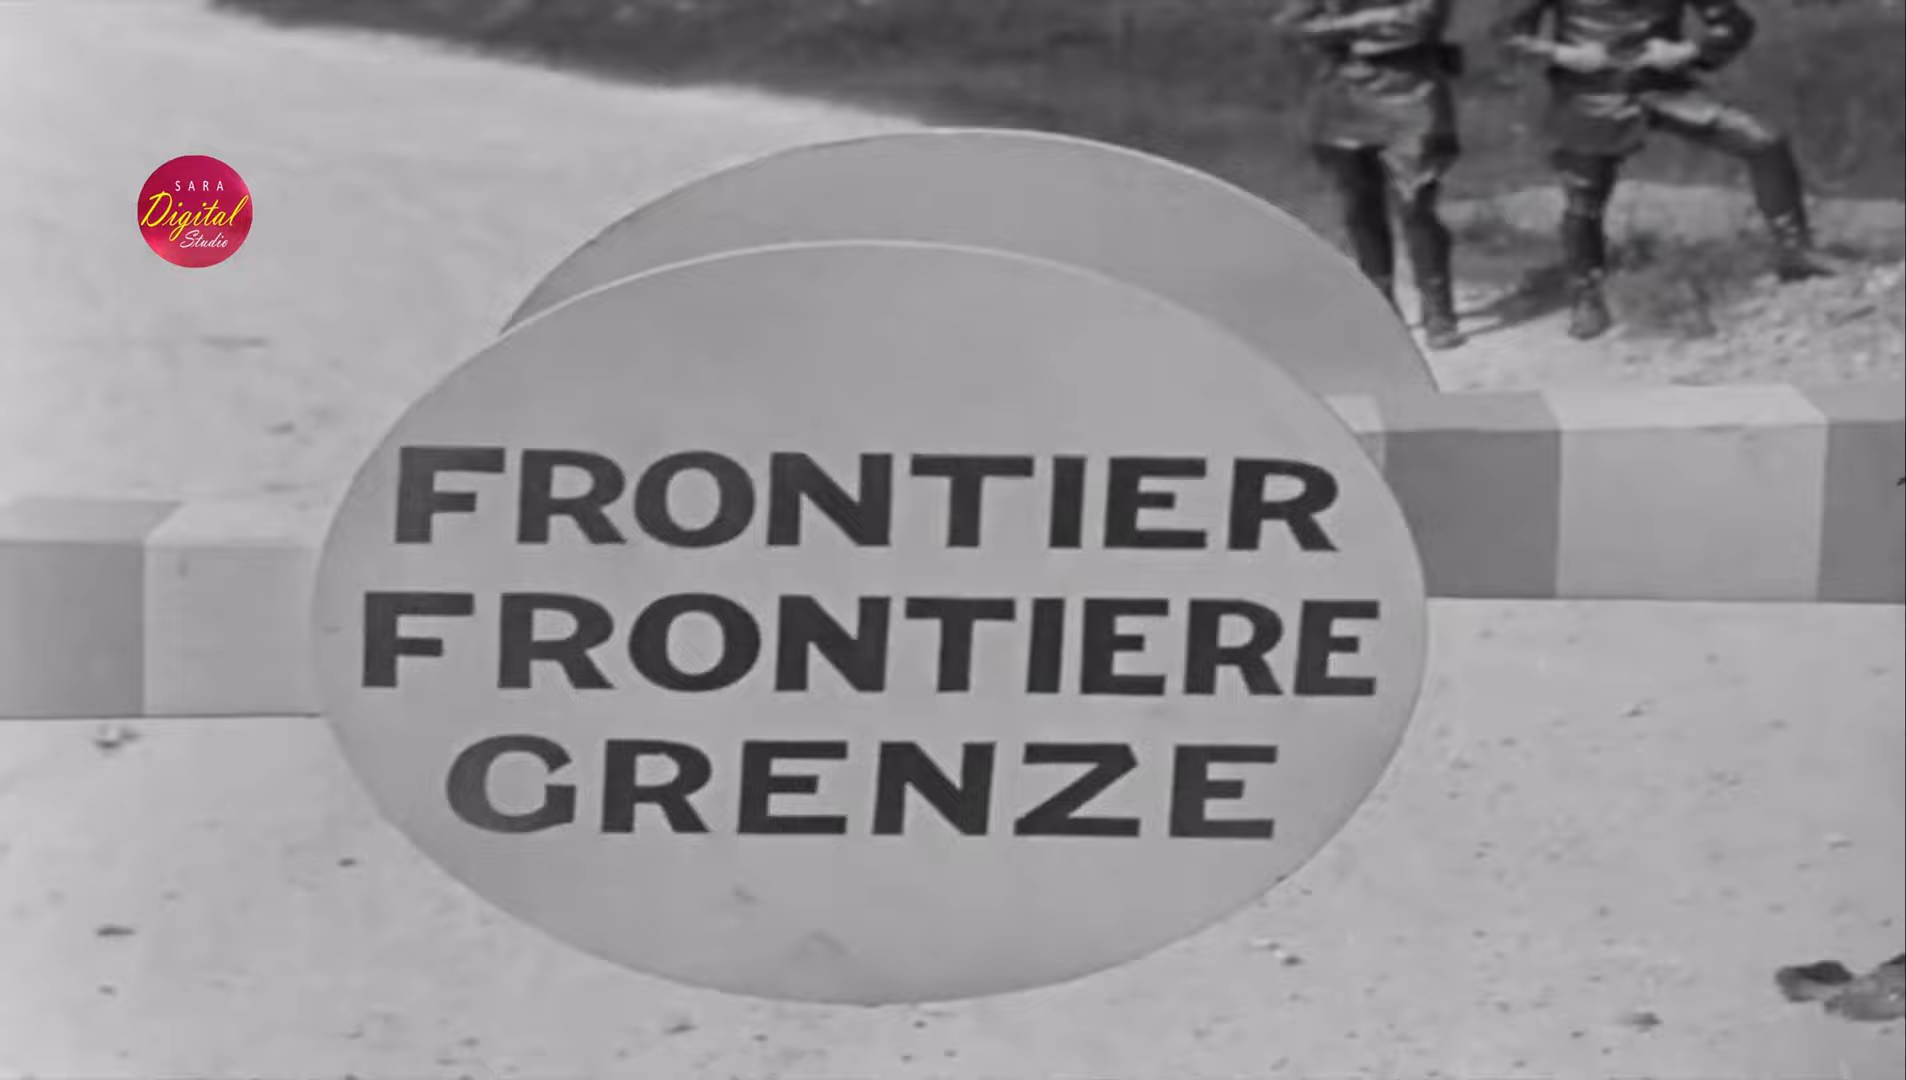 SARA
Digital
Studio
FRONTIER
FRONTIERE
GRENZE